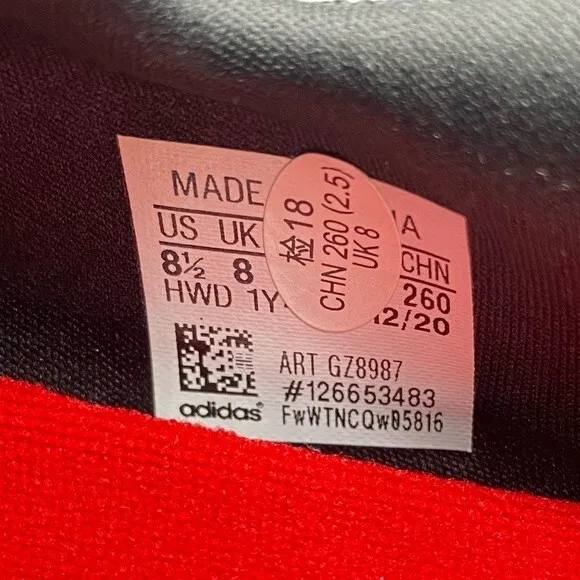 MADE
NA
US UK CHN
8½ 8 260
HWD 1Y 12/20
检18
CHN 260 (2.5)
UK 8
ART GZ8987
#126653483
adidas FwWTNCQw05816